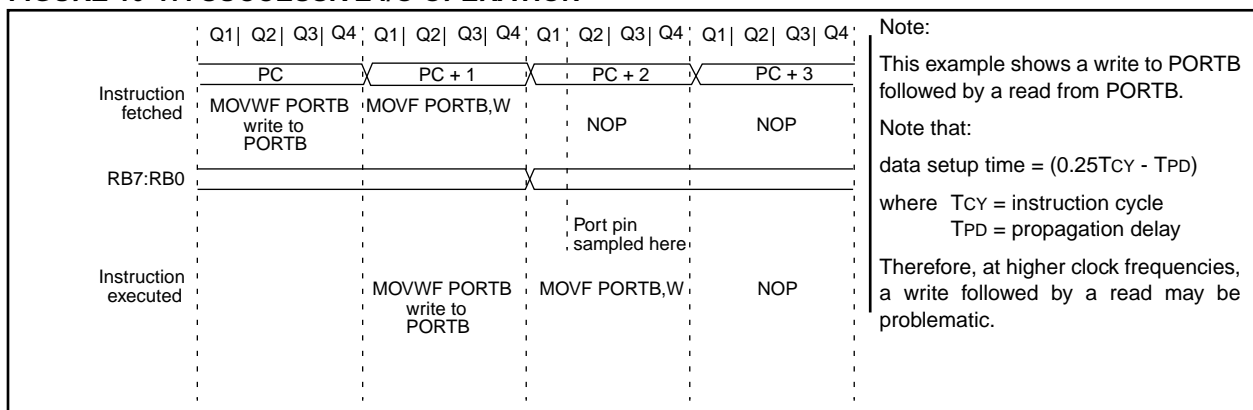 Q1| Q2| Q3| Q4 Q1| Q2| Q3| Q4 Q1 Q2| Q3| Q4 Q1| Q2| Q3| Q4
PC PC + 1 PC + 2 PC + 3
Instruction
fetched
MOVWF PORTB
write to
PORTB
MOVF PORTB,W
NOP
NOP
RB7:RB0
Port pin
sampled here
Instruction
executed
MOVWF PORTB
write to
PORTB
MOVF PORTB,W
NOP
Note:
This example shows a write to PORTB
followed by a read from PORTB.
Note that:
data setup time = (0.25TCY - TPD)
where TCY = instruction cycle
TPD = propagation delay
Therefore, at higher clock frequencies,
a write followed by a read may be
problematic.